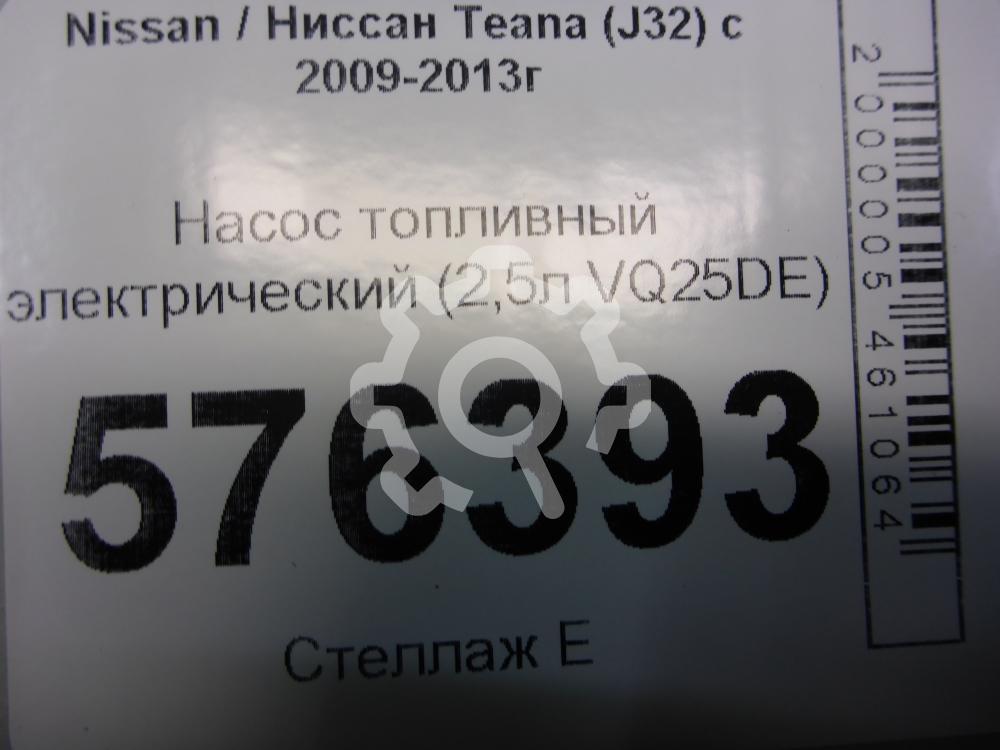 Nissan / Ниссан Teana (J32) с
2009-2013г
Насос топливный
электрический (2,5л VQ25DE)
576393
Стеллаж Е
2000005461064